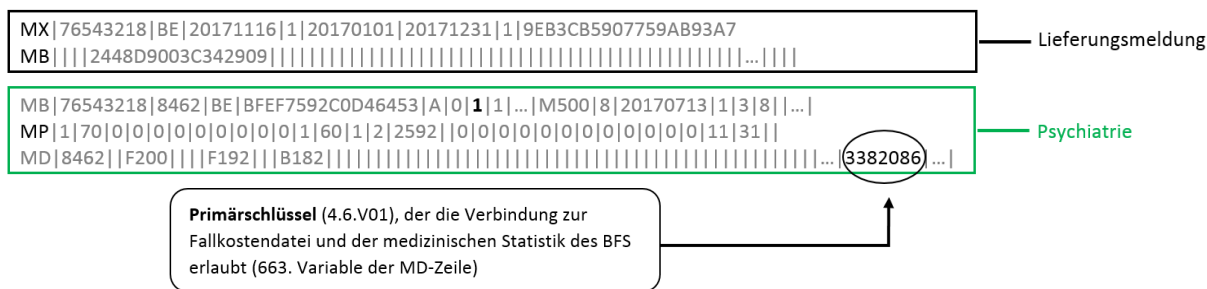 MX|76543218|BE|20171116|1|20170101|20171231|1|9EB3CB5907759AB93A7
MB||||2448D9003C342909|||||||||||||||||||||||||||||||||||||||||||||...||||
Lieferungsmeldung
MB|76543218|8462|BE|BFEF7592C0D46453|A|0|1|1|...|M500|8|20170713|1|3|8||...|
MP|1|70|0|0|0|0|0|0|0|0|0|1|60|1|2|2592||0|0|0|0|0|0|0|0|0|0|0|0|11|31||
Psychiatrie
MD|8462||F200||||F192|||B182|||||||||||||||||||||||||||||||||||||||||||||||...|3382086|...|
Primärschlüssel (4.6.V01), der die Verbindung zur
Fallkostendatei und der medizinischen Statistik des BFS
erlaubt (663. Variable der MD-Zeile)